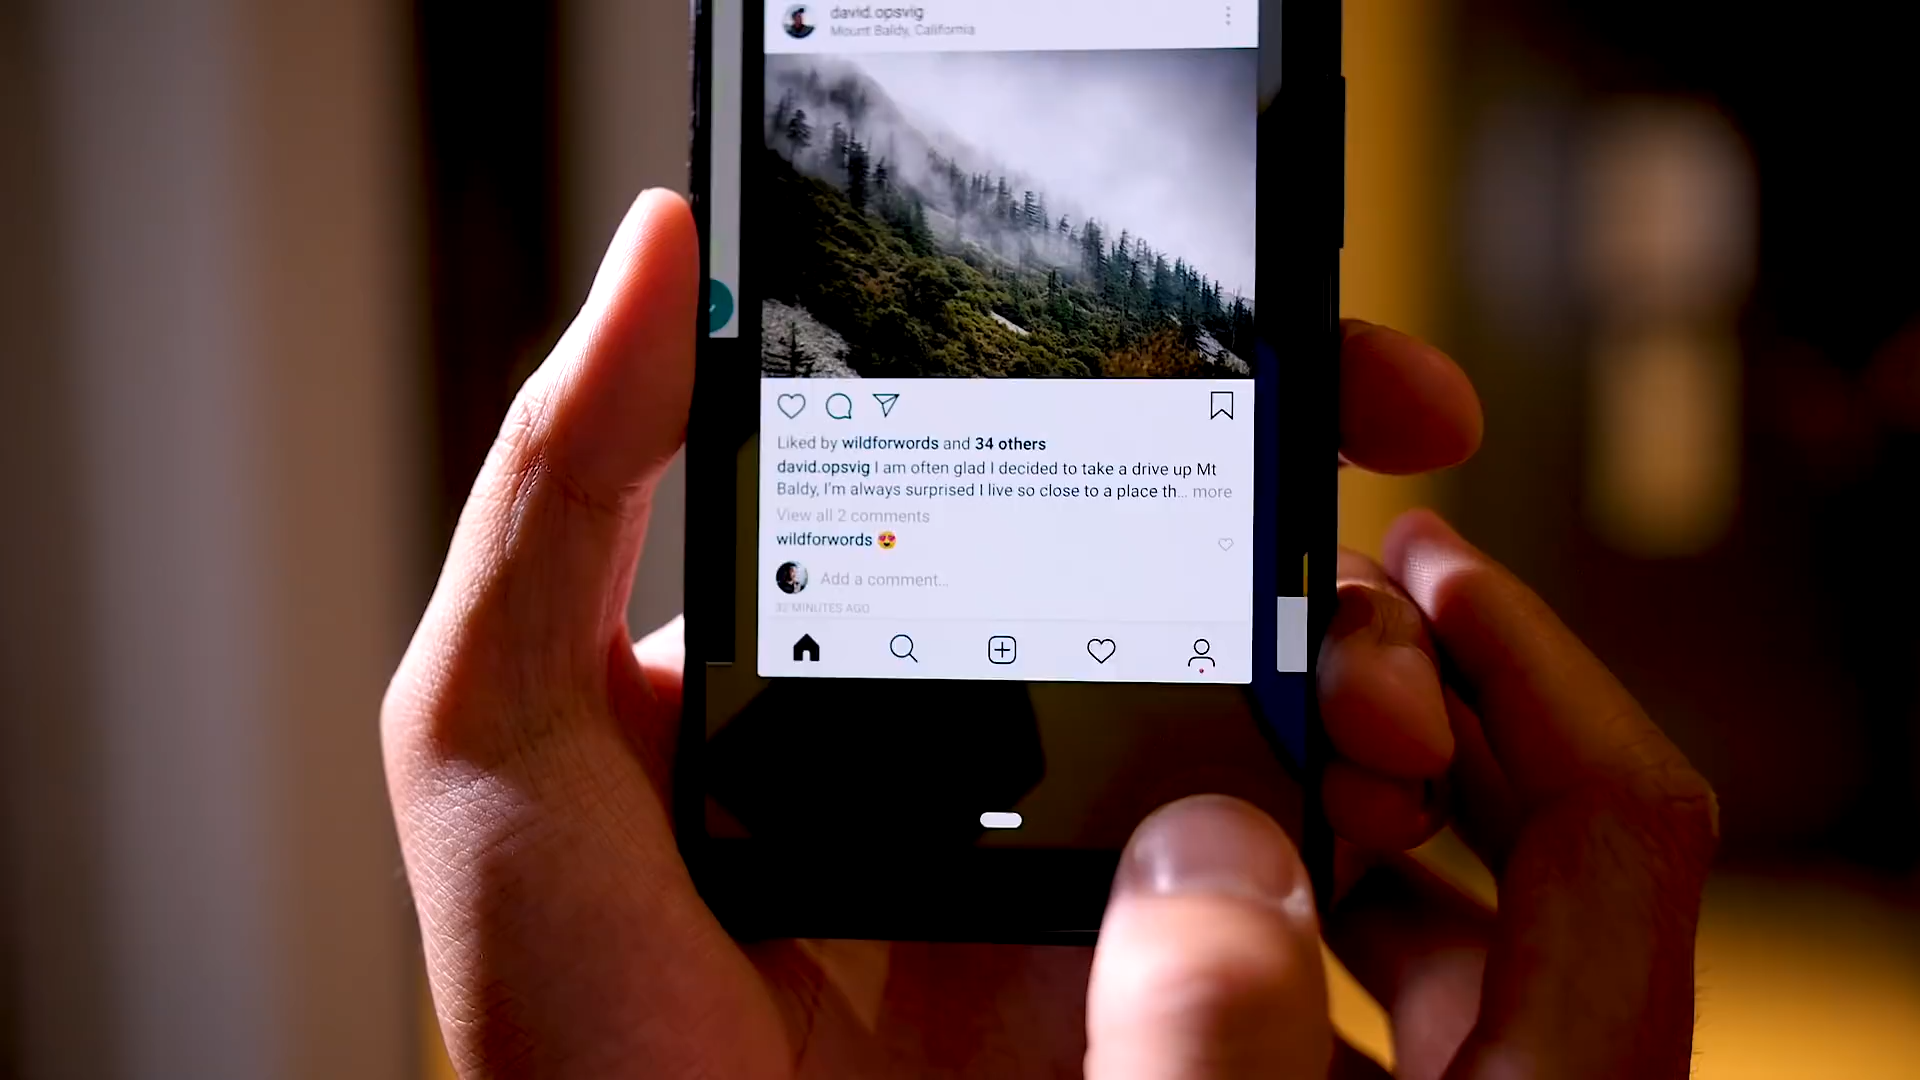 david.opsvig
Mount Baldy, California
Liked by wildforwords and 34 others
david.opsvig I am often glad I decided to take a drive up Mt
Baldy, I'm always surprised I live so close to a place th... more
View all 2 comments
wildforwords 😍
Add a comment...
32 MINUTES AGO